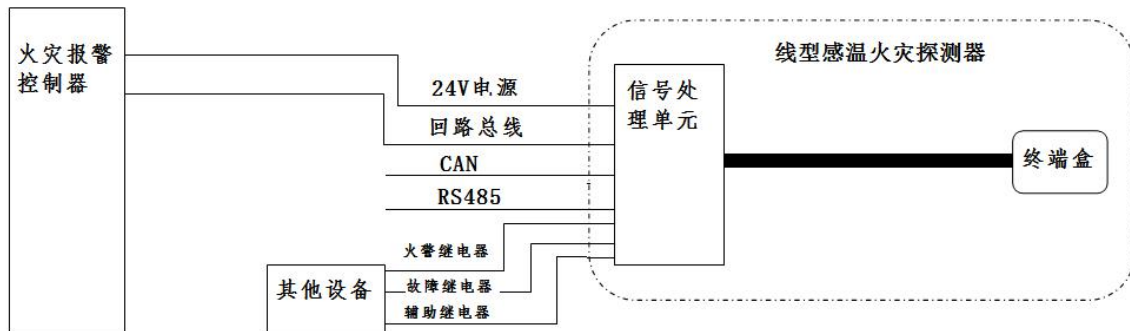 火灾报警
控制器
24V电源
回路总线
CAN
RS485
火警继电器
故障继电器
辅助继电器
其他设备
线型感温火灾探测器
信号处
理单元
终端盒